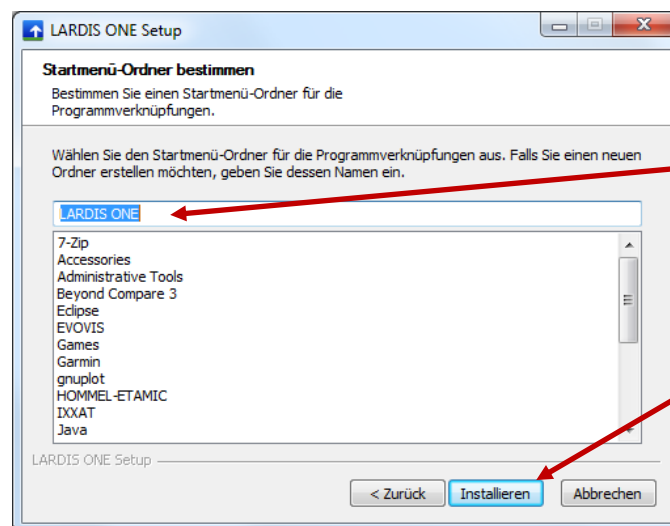 LARDIS ONE Setup
Startmenü-Ordner bestimmen
Bestimmen Sie einen Startmenü-Ordner für die
Programmverknüpfungen.
Wählen Sie den Startmenü-Ordner für die Programmverknüpfungen aus. Falls Sie einen neuen
Ordner erstellen möchten, geben Sie dessen Namen ein.
LARDIS ONE
7-Zip
Accessories
Administrative Tools
Beyond Compare 3
Eclipse
EVOVIS
Games
Garmin
gnuplot
HOMMEL-ETAMIC
IXXAT
Java
LARDIS ONE Setup
< Zurück Installieren Abbrechen